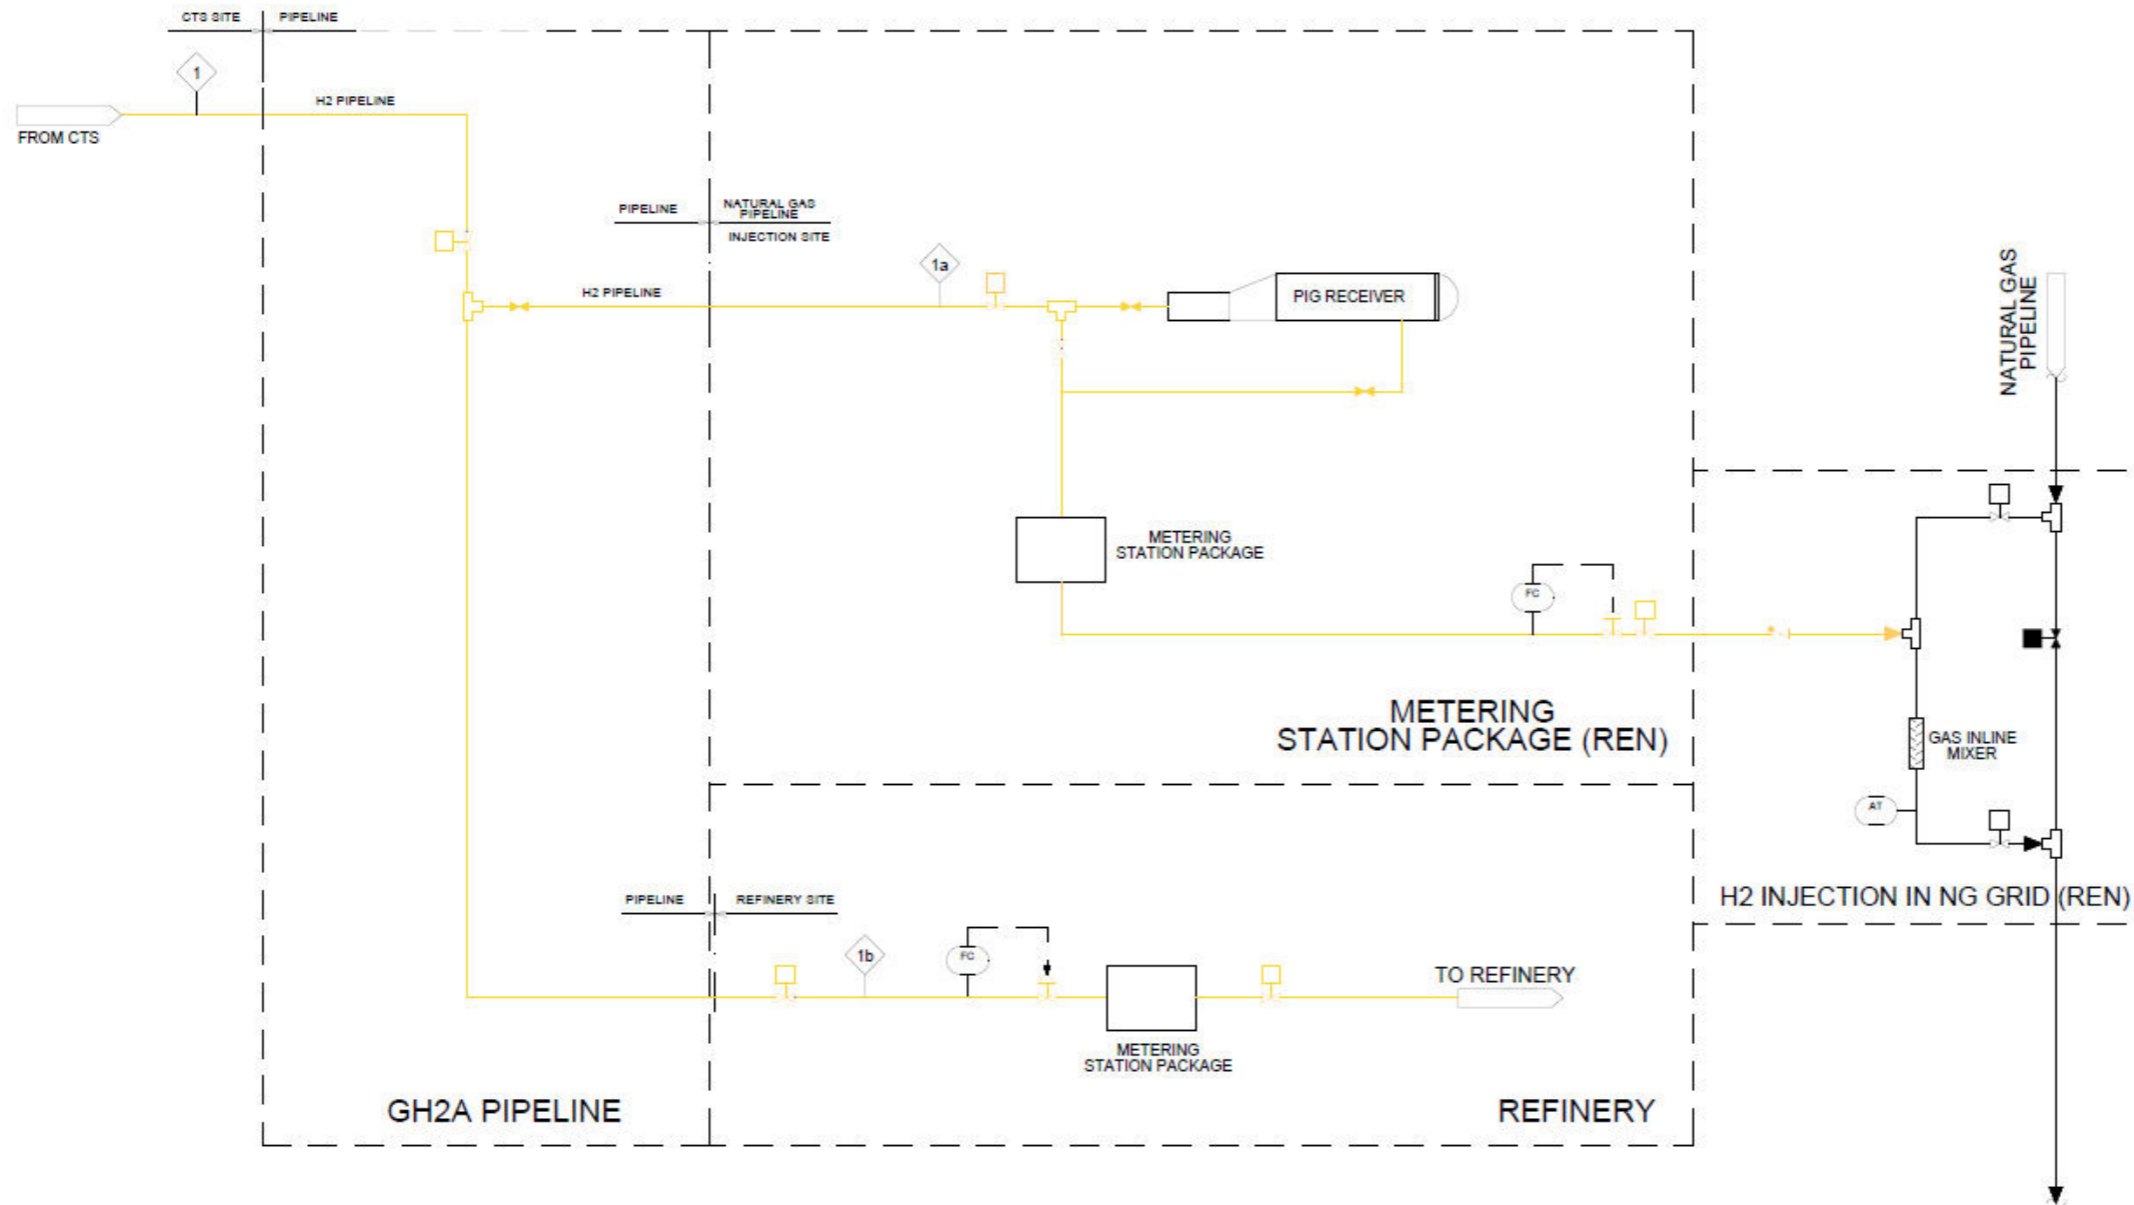 CTS SITE
PIPELINE
1
H2 PIPELINE
FROM CTS
PIPELINE
NATURAL GAS
PIPELINE
INJECTION SITE
1a
H2 PIPELINE
PIG RECEIVER
NATURAL GAS
PIPELINE
METERING
STATION PACKAGE
FC
METERING
STATION PACKAGE (REN)
GAS INLINE
MIXER
AT
H2 INJECTION IN NG GRID (REN)
PIPELINE
REFINERY SITE
1b
FC
TO REFINERY
METERING
STATION PACKAGE
GH2A PIPELINE
REFINERY